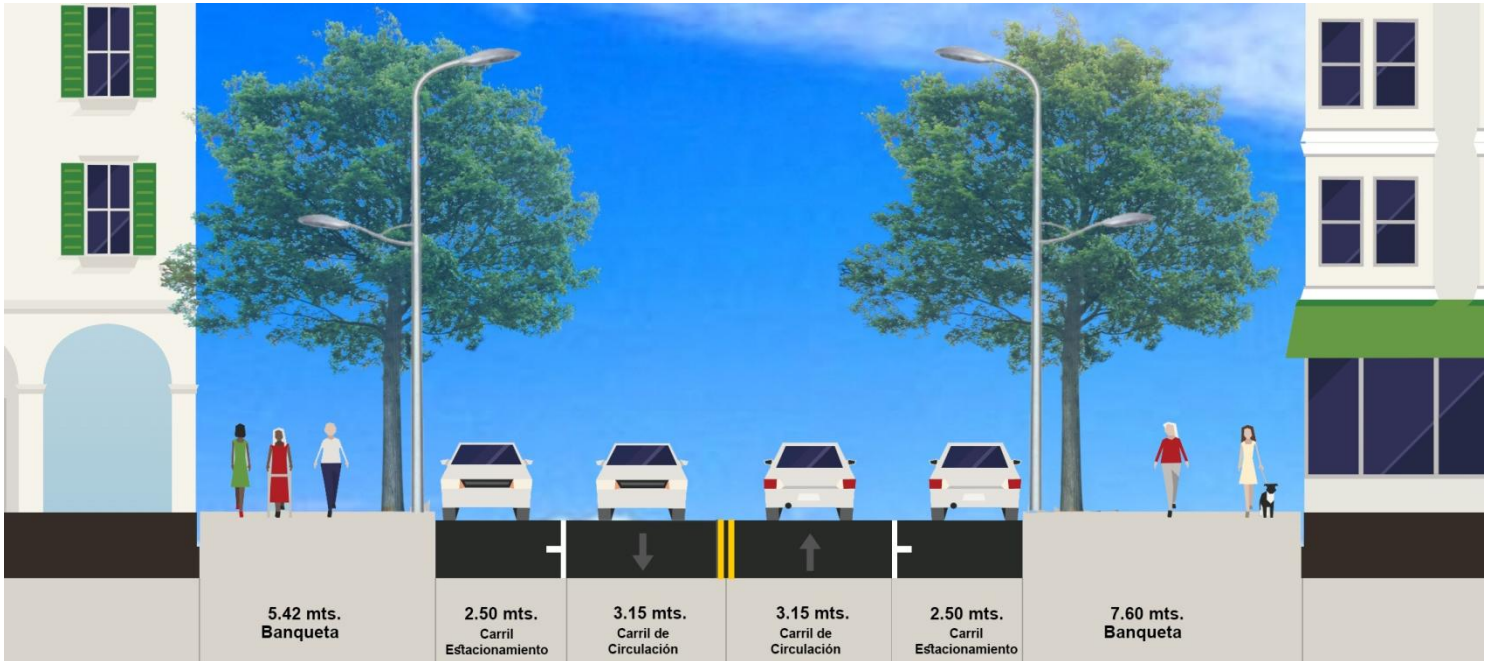 5.42 mts.
Banqueta
2.50 mts.
Carril
Estacionamiento
3.15 mts.
Carril de
Circulación
3.15 mts.
Carril de
Circulación
2.50 mts.
Carril
Estacionamiento
7.60 mts.
Banqueta